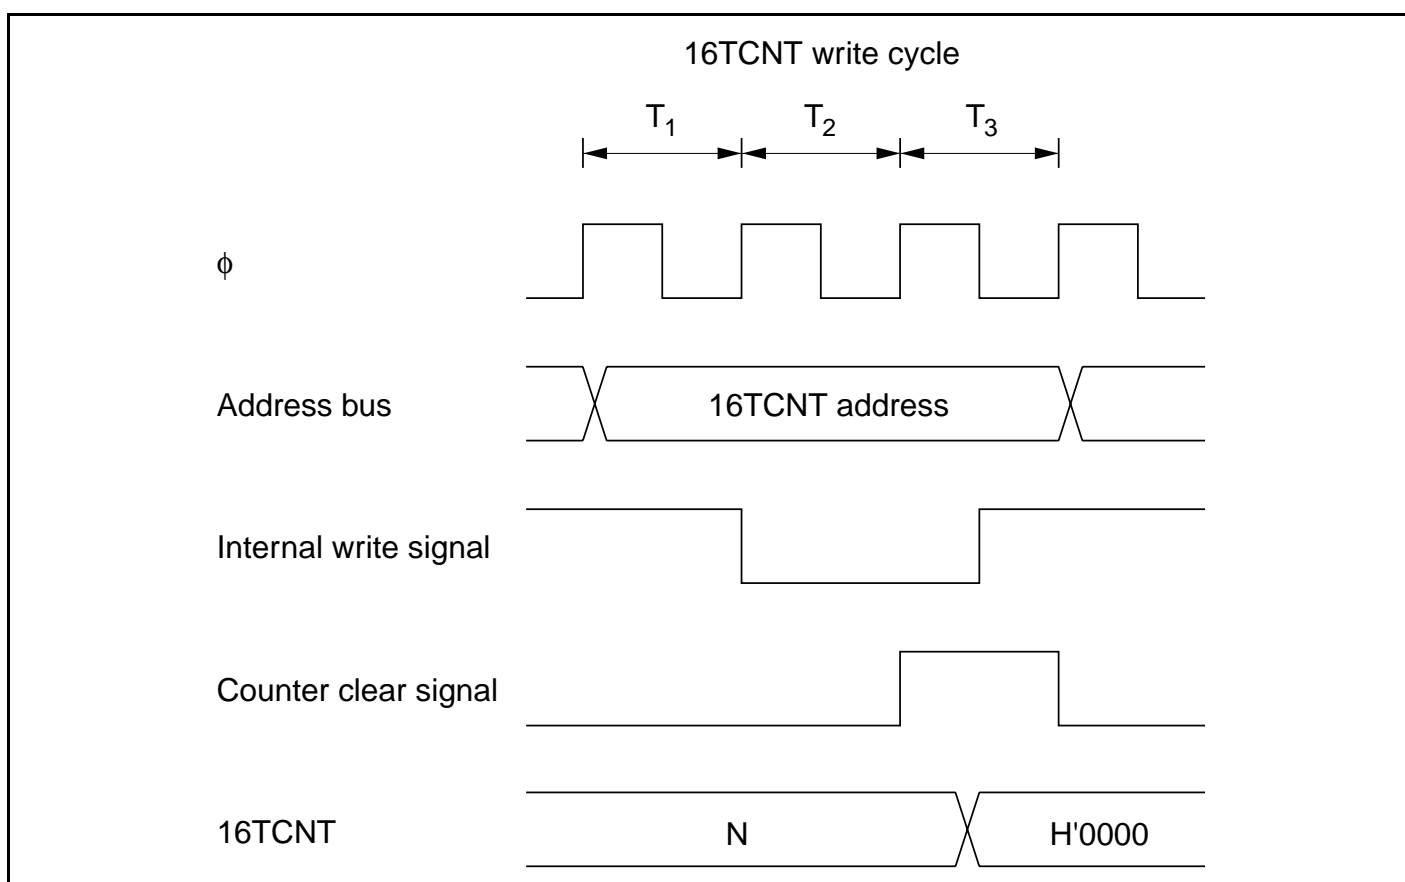 16TCNT write cycle
T1 T2 T3
φ
Address bus 16TCNT address
Internal write signal
Counter clear signal
16TCNT N H'0000